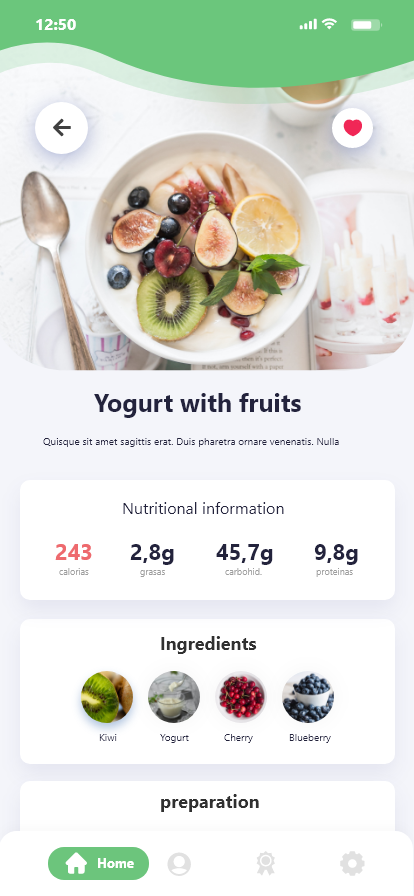 12:50
Yogurt with fruits
Quisque sit amet sagittis erat. Duis pharetra ornare venenatis. Nulla
Nutritional information
243 2,8g 45,7g 9,8g
calorias grasas carbohid. proteinas
Ingredients
Kiwi Yogurt Cherry Blueberry
preparation
Home